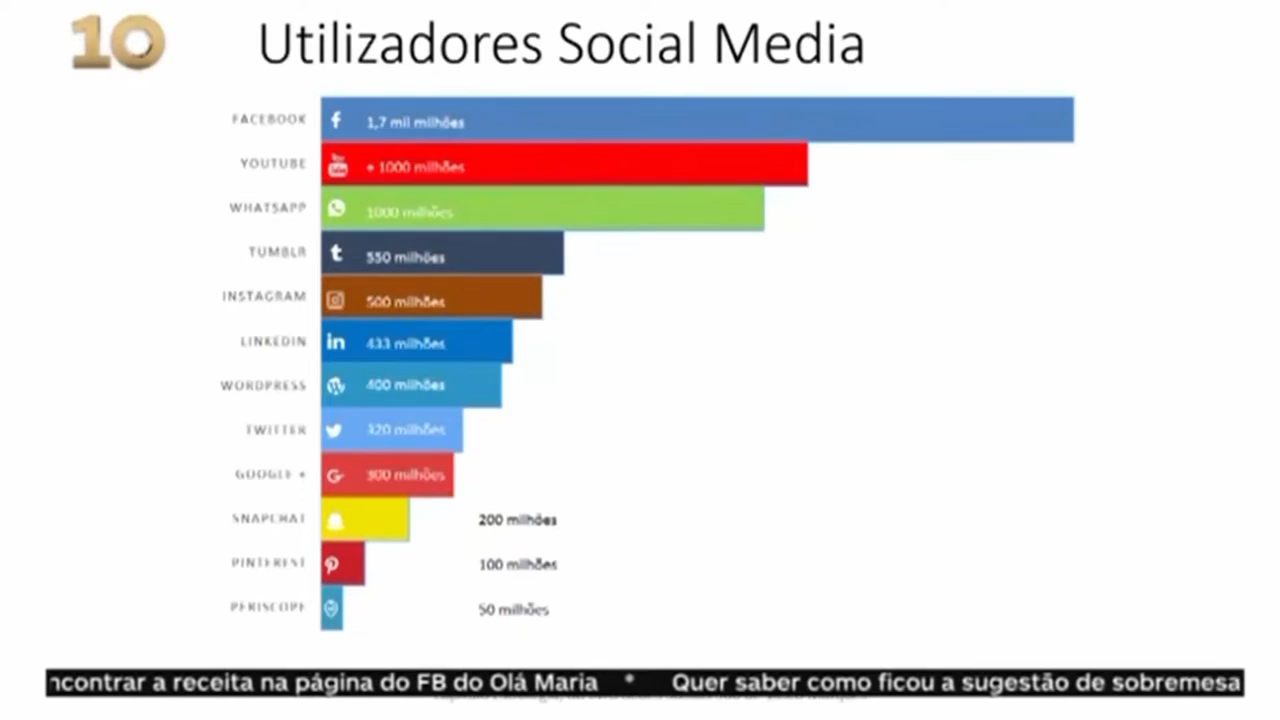 10
Utilizadores Social Media
FACEBOOK 1,7 mil milhões
YOUTUBE + 1000 milhões
WHATSAPP 1000 milhões
TUMBLR 550 milhões
INSTAGRAM 500 milhões
LINKEDIN in 433 milhões
WORDPRESS 400 milhões
TWITTER 320 milhões
GOOGLE + 300 milhões
SNAPCHAT 200 milhões
PINTEREST 100 milhões
PERISCOPE 50 milhões
ncontrar a receita na página do FB do Olá Maria * Quer saber como ficou a sugestão de sobremesa